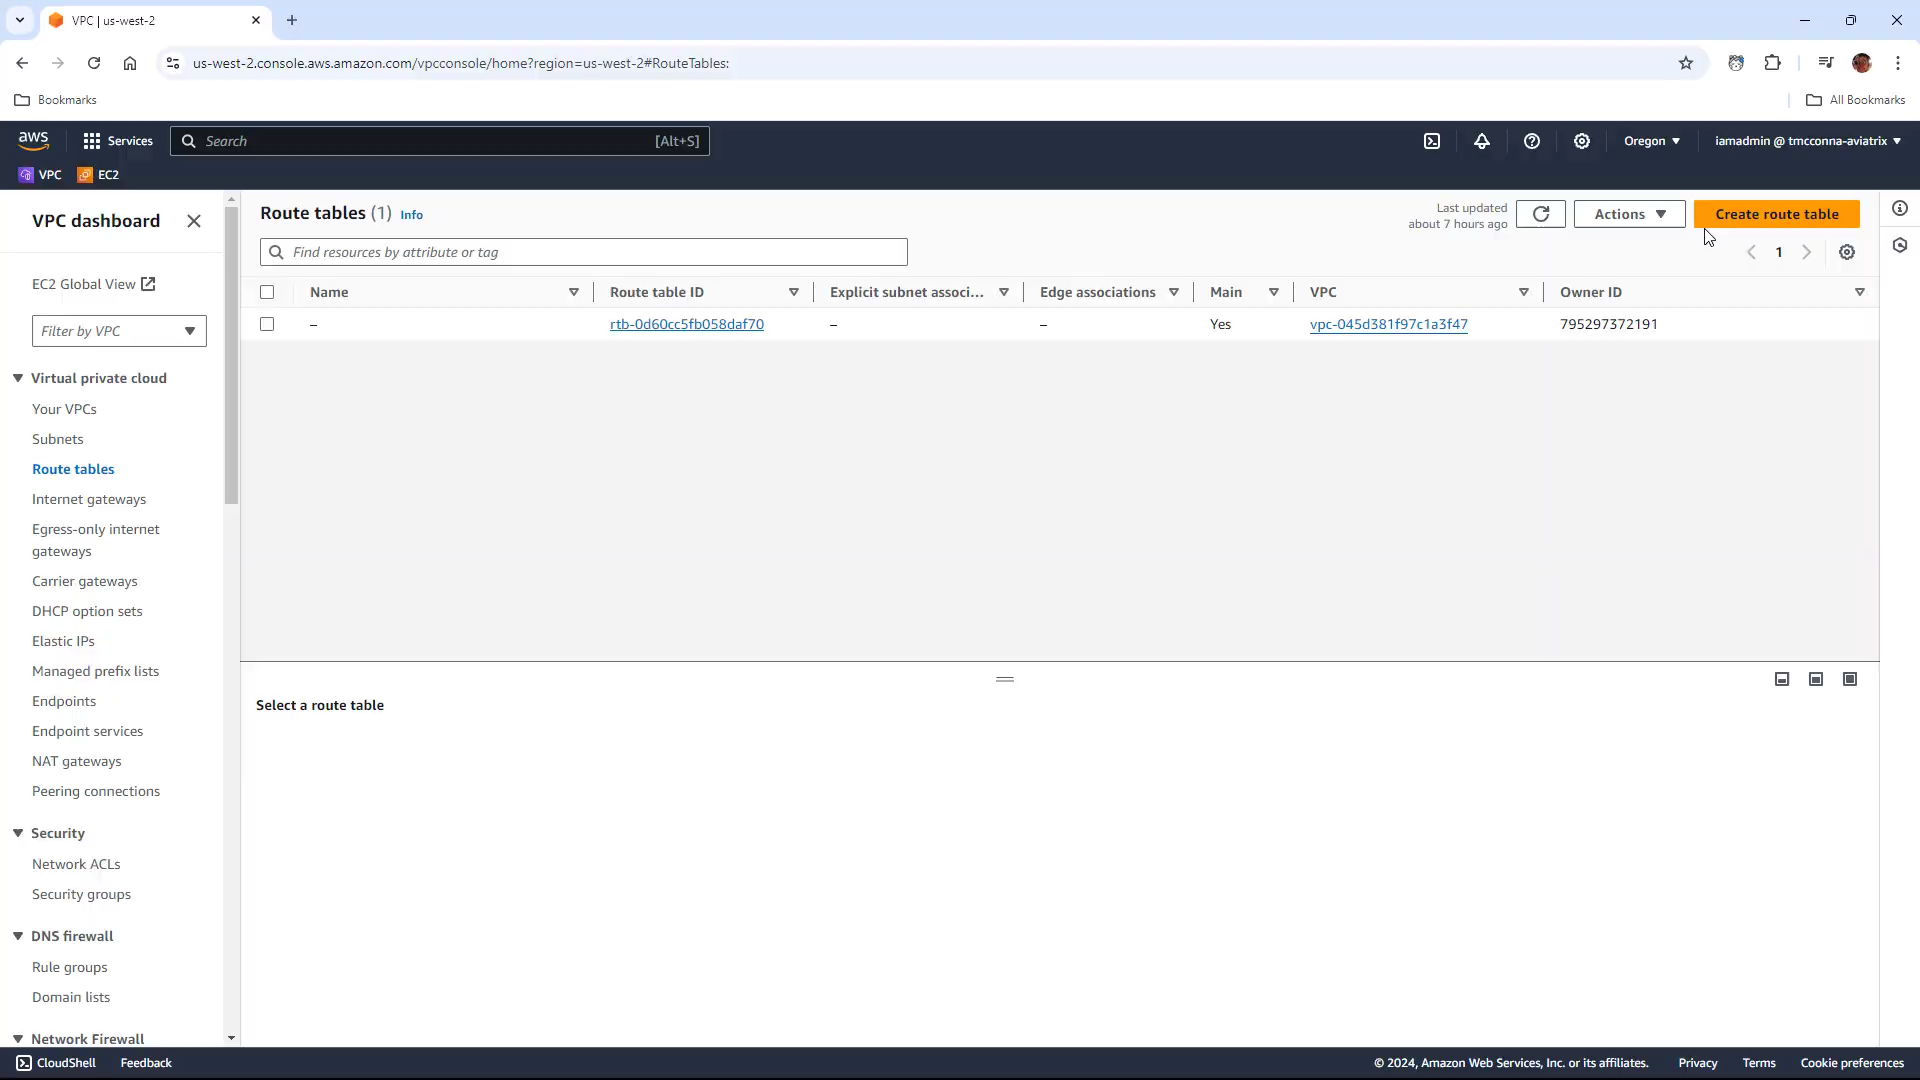 VPC | us-west-2
us-west-2.console.aws.amazon.com/vpcconsole/home?region=us-west-2#RouteTables:
Bookmarks
All Bookmarks
aws
Services
Search
[Alt+S]
Oregon
iamadmin @ tmcconna-aviatrix
VPC
EC2
VPC dashboard
EC2 Global View
Filter by VPC
Virtual private cloud
Your VPCs
Subnets
Route tables
Internet gateways
Egress-only internet
gateways
Carrier gateways
DHCP option sets
Elastic IPs
Managed prefix lists
Endpoints
Endpoint services
NAT gateways
Peering connections
Security
Network ACLs
Security groups
DNS firewall
Rule groups
Domain lists
Network Firewall
Route tables (1) Info
Last updated
about 7 hours ago
Actions
Create route table
Find resources by attribute or tag
1
Name Route table ID Explicit subnet associ... Edge associations Main VPC Owner ID
– rtb-0d60cc5fb058daf70 – – Yes vpc-045d381f97c1a3f47 795297372191
Select a route table
CloudShell Feedback © 2024, Amazon Web Services, Inc. or its affiliates. Privacy Terms Cookie preferences